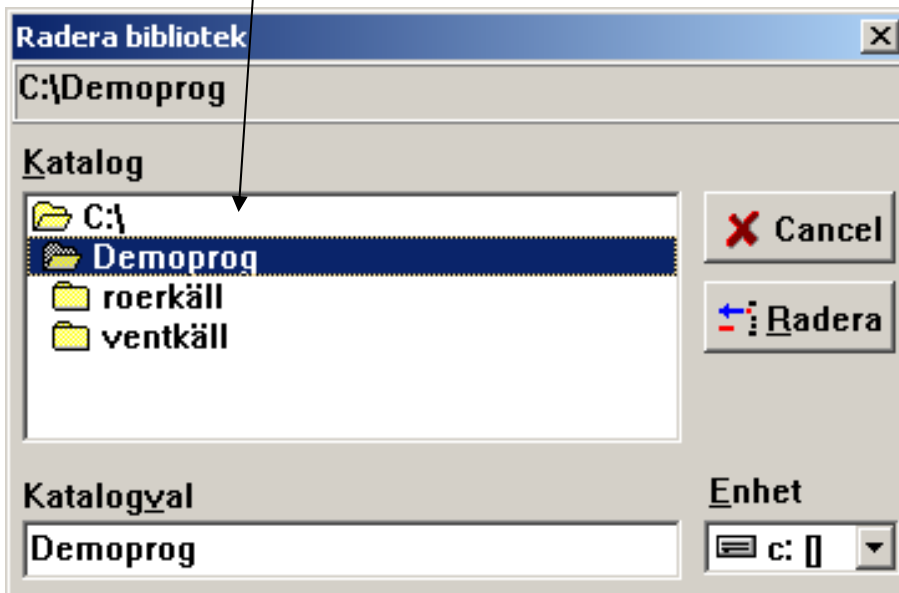 Radera bibliotek
C:\Demoprog
Katalog
C:\
Demoprog
roerkäll
ventkäll
Cancel
Radera
Katalogval
Demoprog
Enhet
c: []